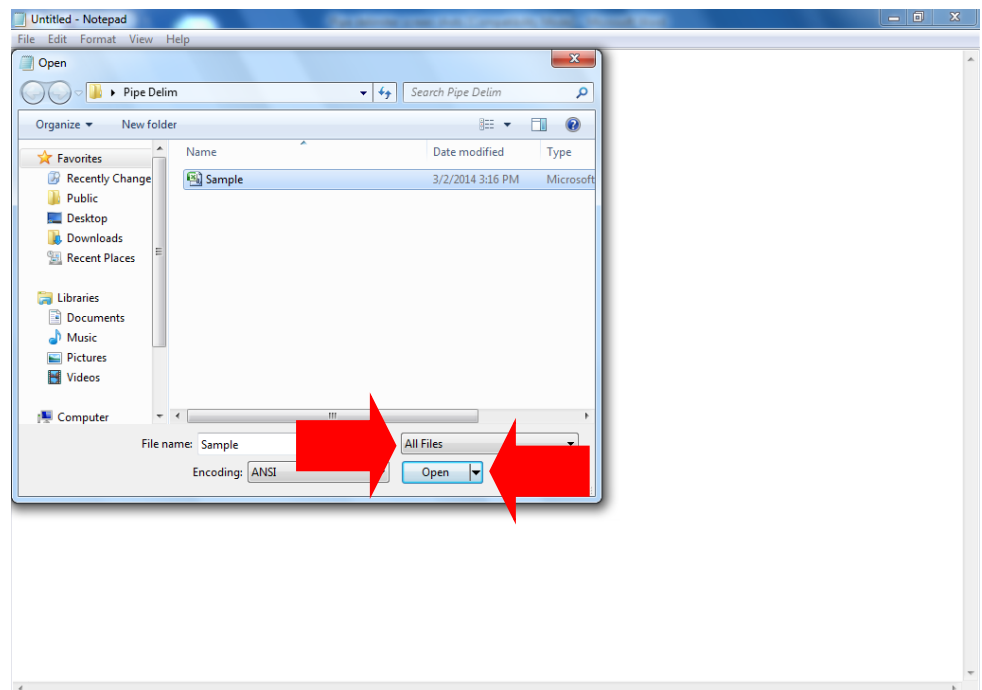 Untitled - Notepad
File Edit Format View Help
Open
Pipe Delim
Search Pipe Delim
Organize New folder
Name Date modified Type
Favorites
Sample 3/2/2014 3:16 PM Microsoft
Recently Change
Public
Desktop
Downloads
Recent Places
Libraries
Documents
Music
Pictures
Videos
Computer
File name: Sample All Files
Encoding: ANSI Open